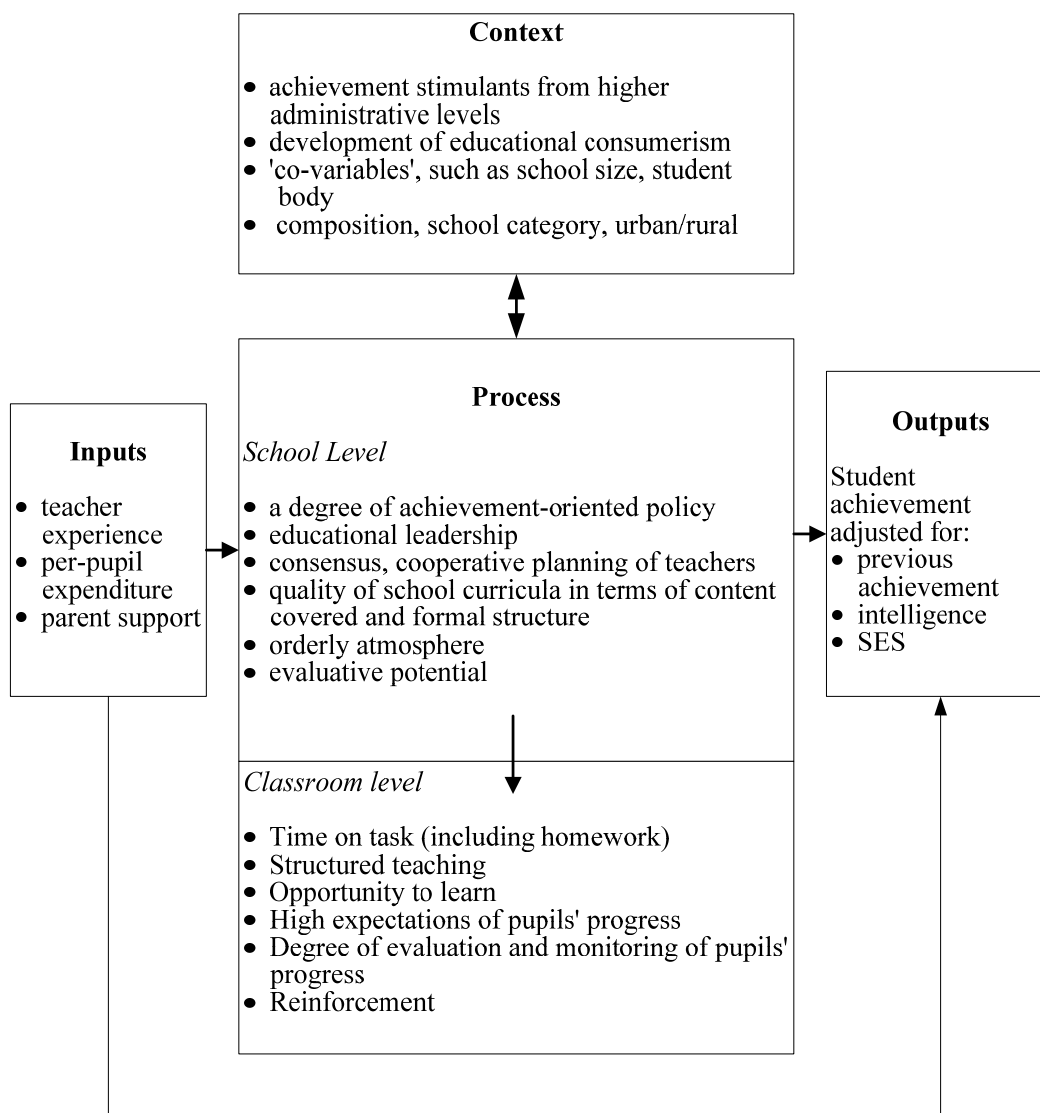 Context
• achievement stimulants from higher
administrative levels
• development of educational consumerism
• 'co-variables', such as school size, student
body
• composition, school category, urban/rural
Inputs
• teacher
experience
• per-pupil
expenditure
• parent support
Process
School Level
• a degree of achievement-oriented policy
• educational leadership
• consensus, cooperative planning of teachers
• quality of school curricula in terms of content
covered and formal structure
• orderly atmosphere
• evaluative potential
Classroom level
• Time on task (including homework)
• Structured teaching
• Opportunity to learn
• High expectations of pupils' progress
• Degree of evaluation and monitoring of pupils'
progress
• Reinforcement
Outputs
Student
achievement
adjusted for:
• previous
achievement
• intelligence
• SES